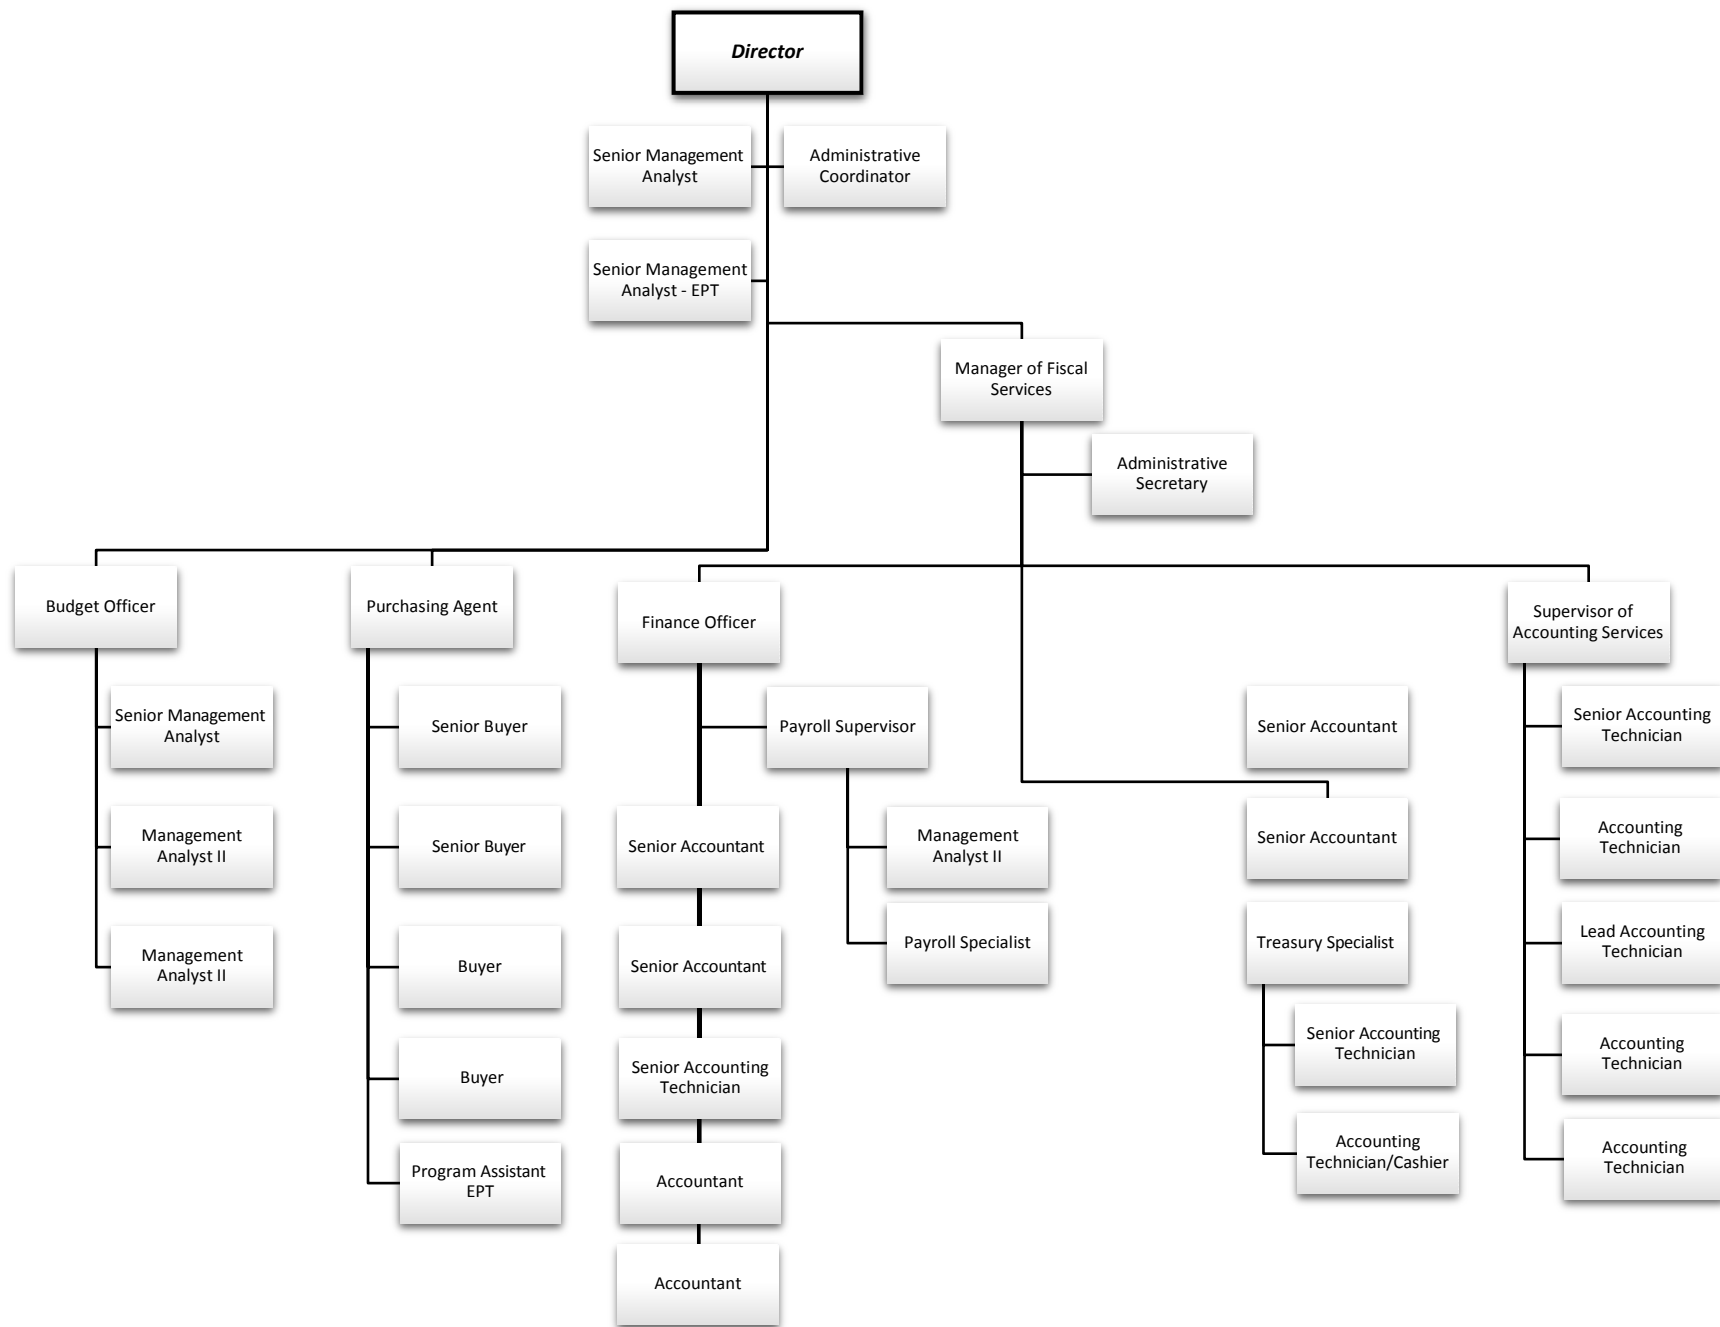 Director
Senior Management
Analyst
Administrative
Coordinator
Senior Management
Analyst - EPT
Manager of Fiscal
Services
Administrative
Secretary
Budget Officer
Purchasing Agent
Finance Officer
Supervisor of
Accounting Services
Senior Management
Analyst
Senior Buyer
Payroll Supervisor
Senior Accountant
Senior Accounting
Technician
Management
Analyst II
Senior Buyer
Senior Accountant
Management
Analyst II
Senior Accountant
Accounting
Technician
Management
Analyst II
Buyer
Senior Accountant
Payroll Specialist
Treasury Specialist
Lead Accounting
Technician
Buyer
Senior Accounting
Technician
Senior Accounting
Technician
Accounting
Technician
Program Assistant
EPT
Accountant
Accounting
Technician/Cashier
Accounting
Technician
Accountant